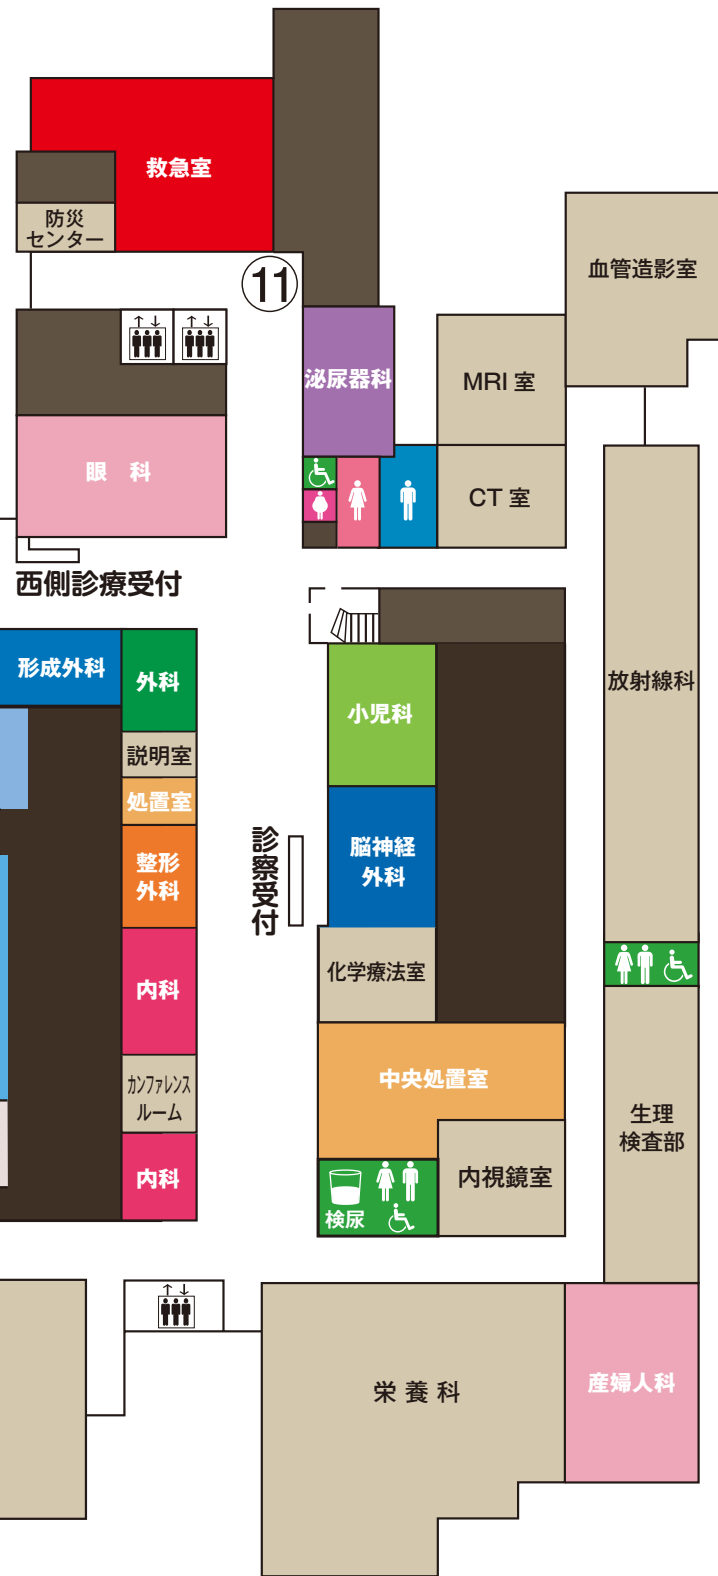 救急室
防災
センター
血管造影室
11
↑↓
↑↓
泌尿器科
MRI 室
眼 科
CT 室
西側診療受付
形成外科
外科
小児科
放射線科
説明室
処置室
整形
外科
診察受付
脳神経
外科
内科
化学療法室
カンファレンス
ルーム
中央処置室
生理
検査部
内科
内視鏡室
検尿
↑↓
栄 養 科
産婦人科